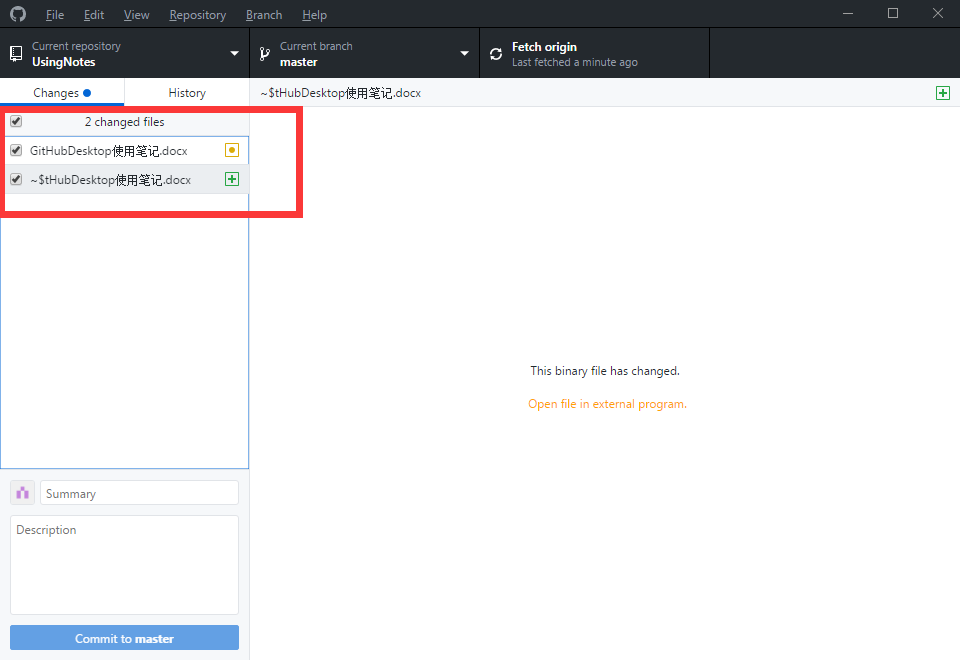 File Edit View Repository Branch Help
Current repository
UsingNotes
Current branch
master
Fetch origin
Last fetched a minute ago
Changes History
~$tHubDesktop使用笔记.docx
2 changed files
GitHubDesktop使用笔记.docx
~$tHubDesktop使用笔记.docx
This binary file has changed.
Open file in external program.
Summary
Description
Commit to master